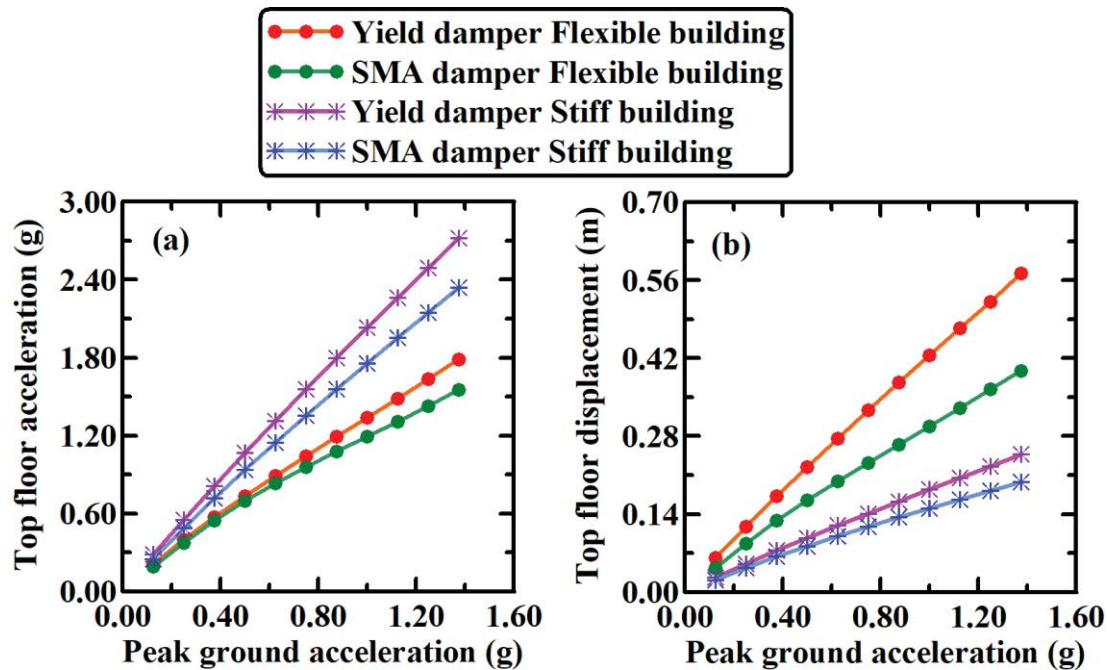 Yield damper Flexible building
SMA damper Flexible building
Yield damper Stiff building
SMA damper Stiff building
(a)
Top floor acceleration (g)
3.00
2.40
1.80
1.20
0.60
0.00
0.00 0.40 0.80 1.20 1.60
Peak ground acceleration (g)
(b)
Top floor displacement (m)
0.70
0.56
0.42
0.28
0.14
0.00
0.00 0.40 0.80 1.20 1.60
Peak ground acceleration (g)